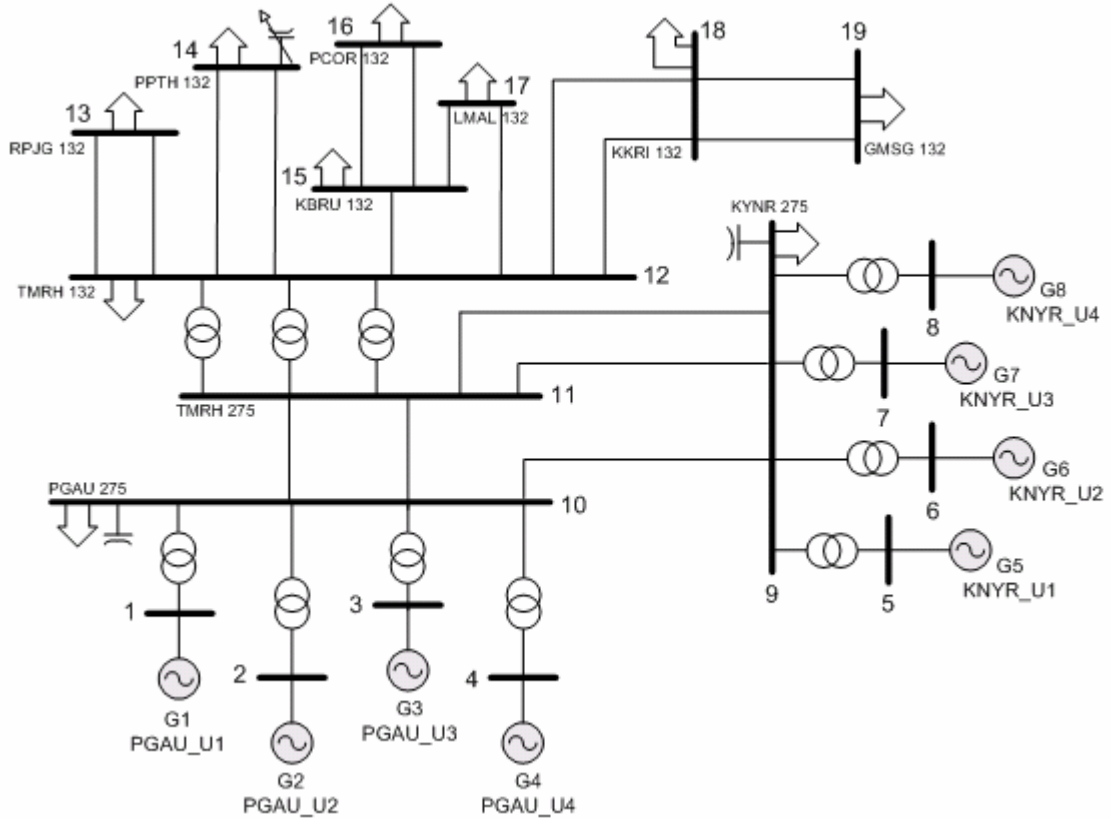 16
PCOR 132
18
19
14
PPTH 132
17
LMAL 132
13
RPJG 132
KKRI 132
GMSG 132
15
KBRU 132
KYNR 275
TMRH 132
12
G8
KNYR_U4
8
G7
KNYR_U3
7
TMRH 275
11
G6
KNYR_U2
6
PGAU 275
10
G5
KNYR_U1
5
9
1
3
2
4
G1
PGAU_U1
G3
PGAU_U3
G2
PGAU_U2
G4
PGAU_U4